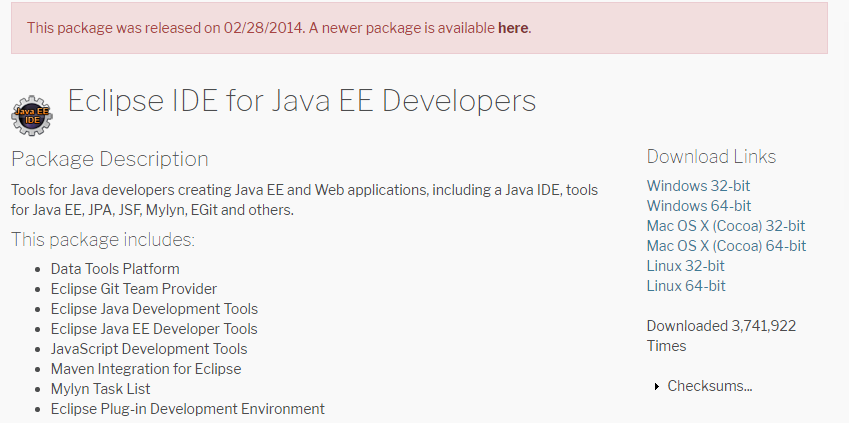 This package was released on 02/28/2014. A newer package is available here.
Java EE
IDE
Eclipse IDE for Java EE Developers
Package Description
Tools for Java developers creating Java EE and Web applications, including a Java IDE, tools
for Java EE, JPA, JSF, Mylyn, EGit and others.
This package includes:
Data Tools Platform
Eclipse Git Team Provider
Eclipse Java Development Tools
Eclipse Java EE Developer Tools
JavaScript Development Tools
Maven Integration for Eclipse
Mylyn Task List
Eclipse Plug-in Development Environment
Download Links
Windows 32-bit
Windows 64-bit
Mac OS X (Cocoa) 32-bit
Mac OS X (Cocoa) 64-bit
Linux 32-bit
Linux 64-bit
Downloaded 3,741,922
Times
Checksums...